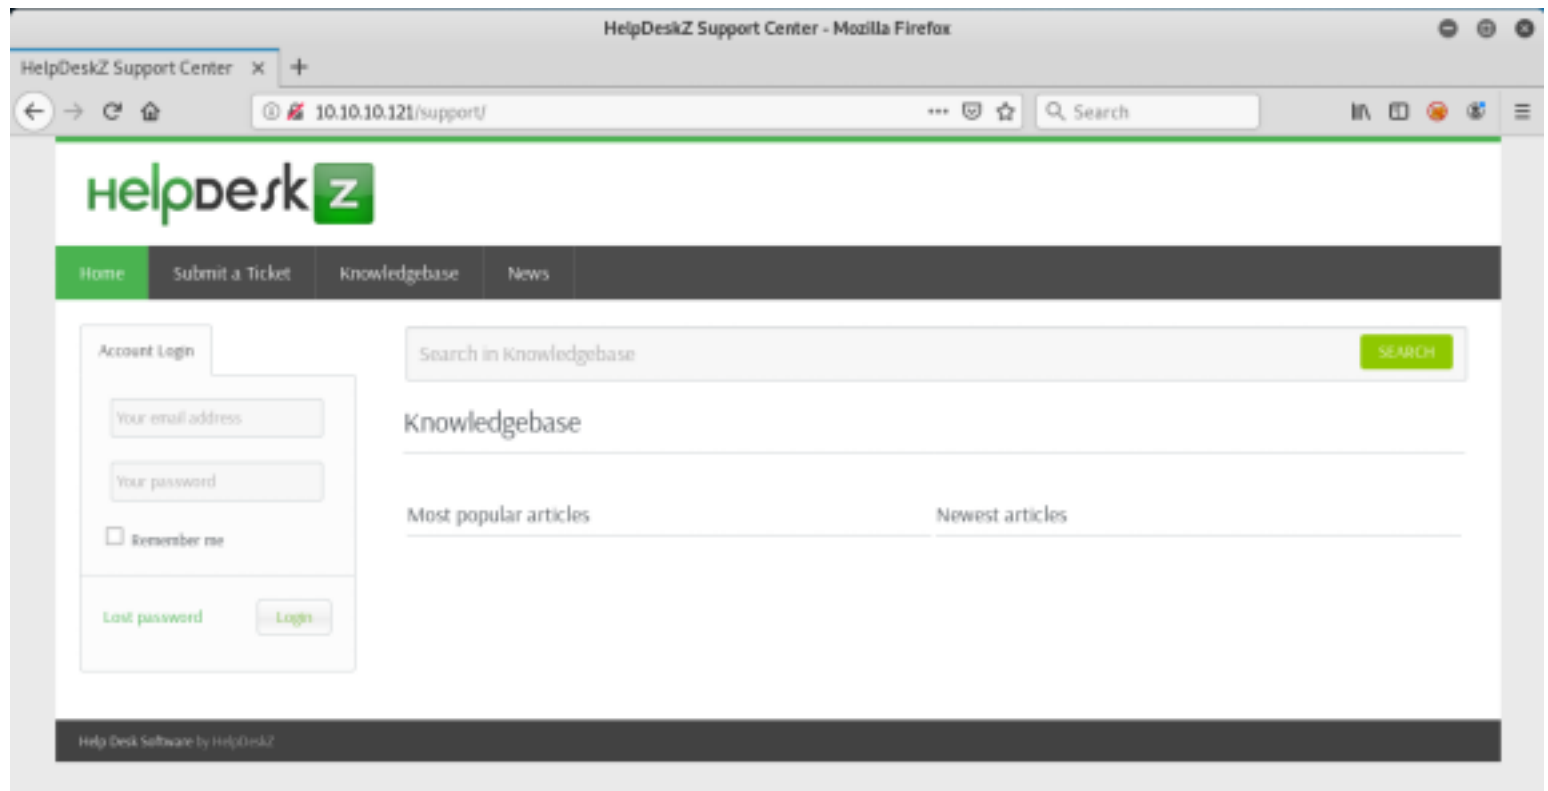 HelpDeskZ Support Center - Mozilla Firefox
HelpDeskZ Support Center
10.10.10.121/support/
Search
HelpDesk Z
Home Submit a Ticket Knowledgebase News
Account Login
Search in Knowledgebase SEARCH
Your email address
Knowledgebase
Your password
Most popular articles Newest articles
Remember me
Lost password Login
Help Desk Software by HelpDeskZ